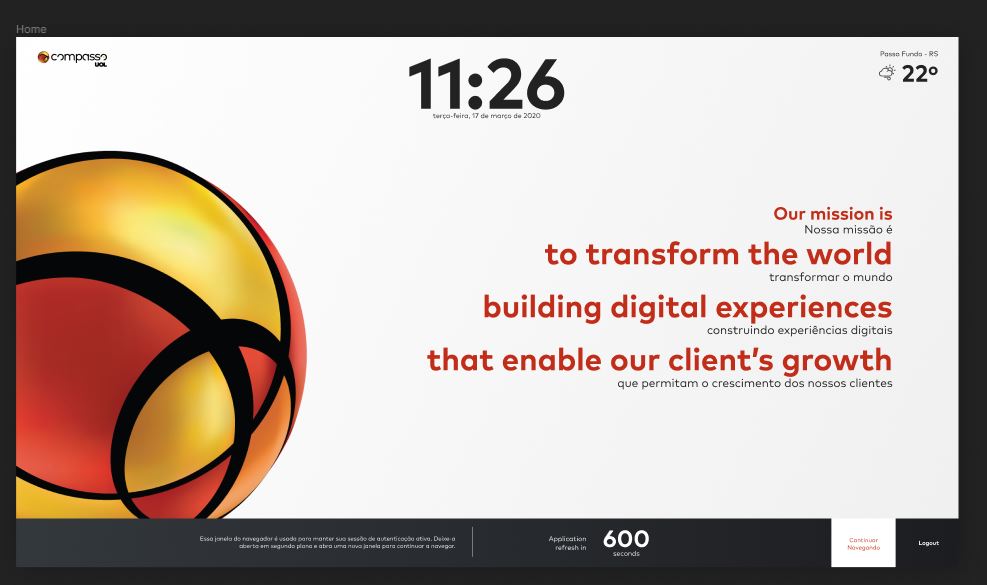 Home
compasso
UOL
11:26
terça-feira, 17 de março de 2020
Passo Fundo - RS
22º
Our mission is
Nossa missão é
to transform the world
transformar o mundo
building digital experiences
construindo experiências digitais
that enable our client's growth
que permitam o crescimento dos nossos clientes
Essa janela do navegador é usada para manter sua sessão de autenticação ativa. Deixe-a
aberta em segundo plano e abra uma nova janela para continuar a navegar.
Application
refresh in
600
seconds
Continuar
Navegando
Logout